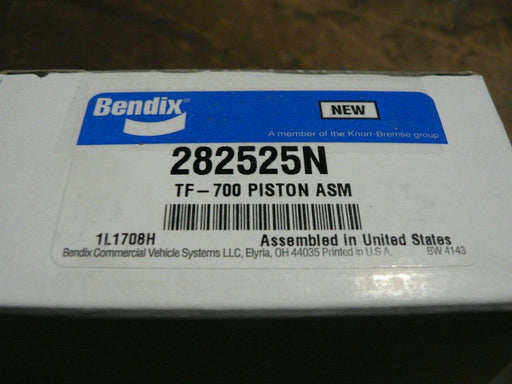 Bendix®
NEW
A member of the Knorr-Bremse group
282525N
TF-700 PISTON ASM
1L1708H Assembled in United States
Bendix Commercial Vehicle Systems LLC, Elyria, OH 44035 Printed in U.S.A. BW 4143